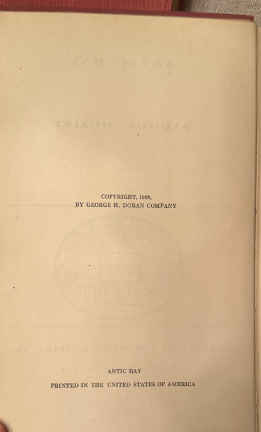 COPYRIGHT, 1923,
BY GEORGE H. DORAN COMPANY
ANTIC HAY
PRINTED IN THE UNITED STATES OF AMERICA